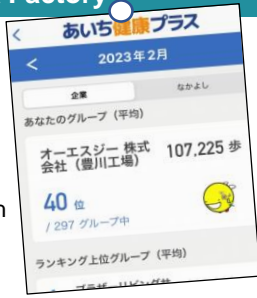 Factory
あいち健康プラス
2023年2月
企業
なかよし
あなたのグループ（平均）
オーエスジー 株式
会社（豊川工場）
107,225 歩
40 位
/ 297 グループ中
ランキング上位グループ（平均）